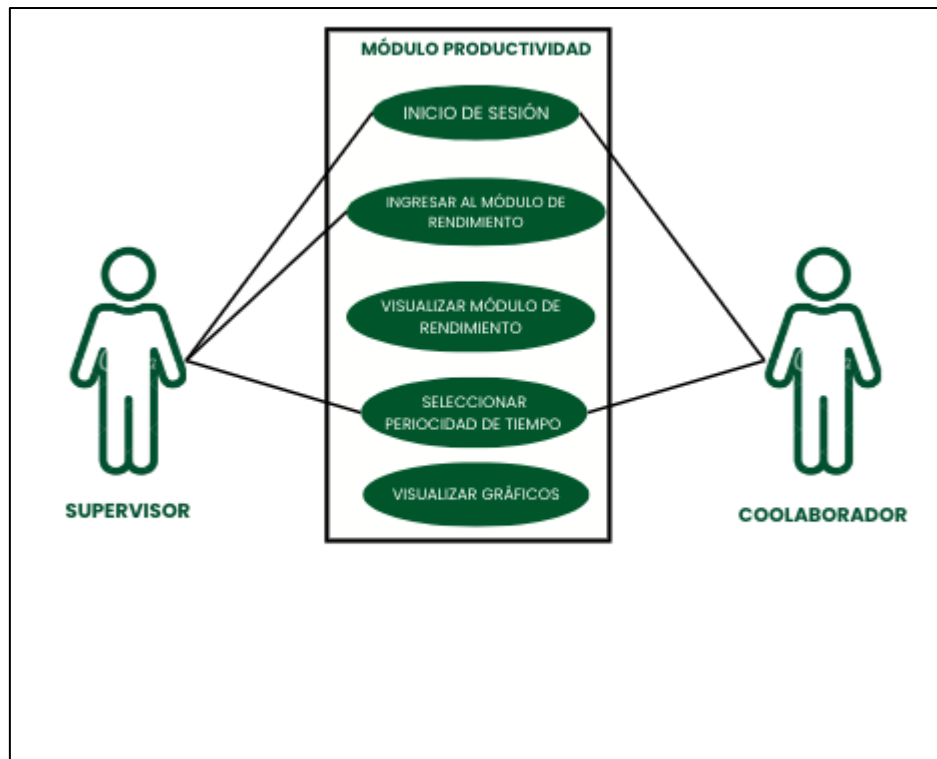 MÓDULO PRODUCTIVIDAD
INICIO DE SESIÓN
INGRESAR AL MÓDULO DE
RENDIMIENTO
VISUALIZAR MÓDULO DE
RENDIMIENTO
SELECCIONAR
PERIOCIDAD DE TIEMPO
VISUALIZAR GRÁFICOS
SUPERVISOR
COOLABORADOR